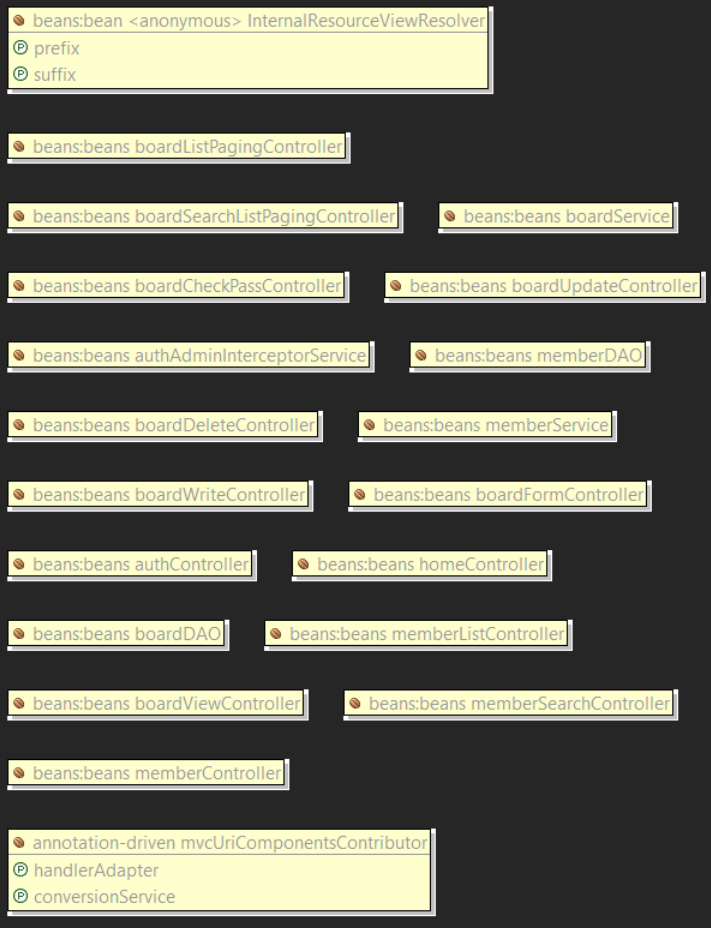 beans:bean <anonymous> InternalResourceViewResolver
prefix
suffix
beans:beans boardListPagingController
beans:beans boardSearchListPagingController
beans:beans boardService
beans:beans boardCheckPassController
beans:beans boardUpdateController
beans:beans authAdminInterceptorService
beans:beans memberDAO
beans:beans boardDeleteController
beans:beans memberService
beans:beans boardWriteController
beans:beans boardFormController
beans:beans authController
beans:beans homeController
beans:beans boardDAO
beans:beans memberListController
beans:beans boardViewController
beans:beans memberSearchController
beans:beans memberController
annotation-driven mvcUriComponentsContributor
handlerAdapter
conversionService